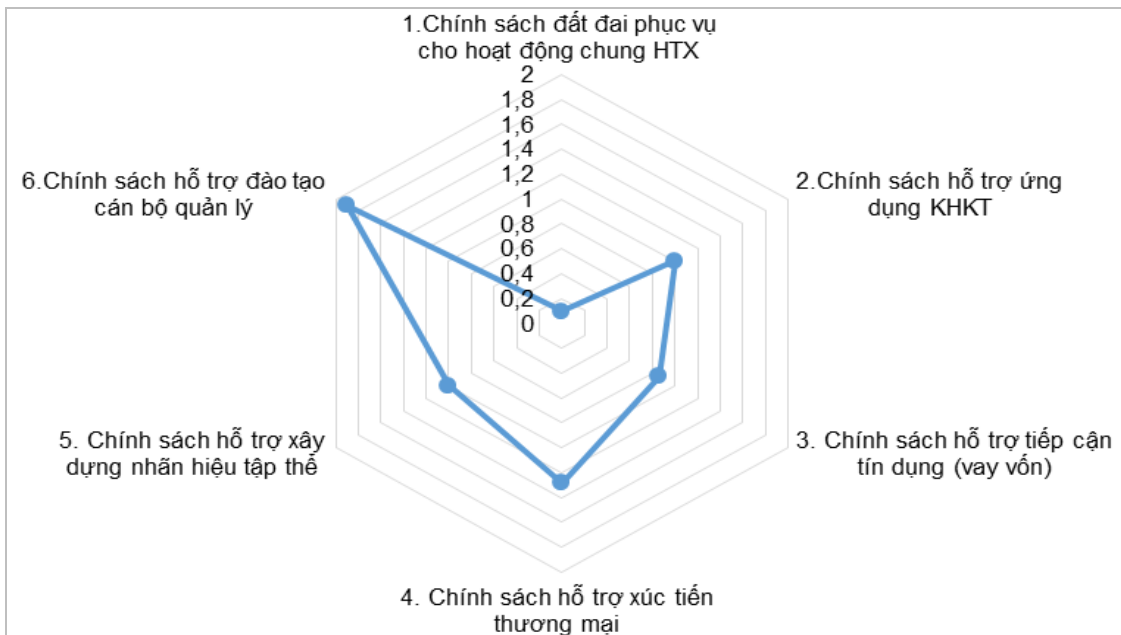 1.Chính sách đất đai phục vụ
cho hoạt động chung HTX
2
1,8
1,6
1,4
1,2
1
0,8
0,6
0,4
0,2
0
6.Chính sách hỗ trợ đào tạo
cán bộ quản lý
2.Chính sách hỗ trợ ứng
dụng KHKT
5. Chính sách hỗ trợ xây
dựng nhãn hiệu tập thể
3. Chính sách hỗ trợ tiếp cận
tín dụng (vay vốn)
4. Chính sách hỗ trợ xúc tiến
thương mại